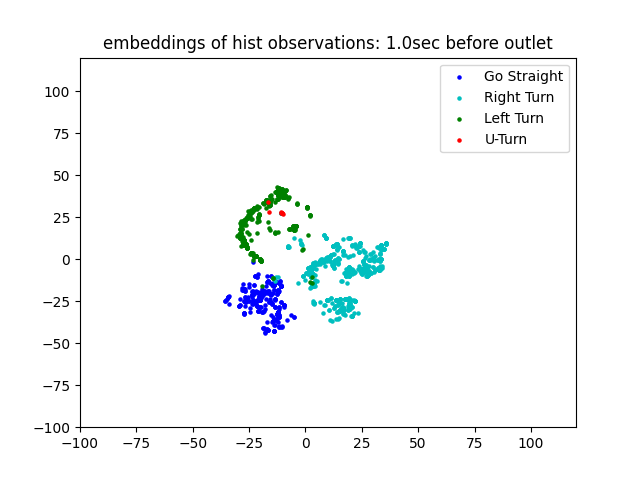 embeddings of hist observations: 1.0sec before outlet
Go Straight
Right Turn
Left Turn
U-Turn
100
75
50
25
0
−25
−50
−75
−100
−100 −75 −50 −25 0 25 50 75 100